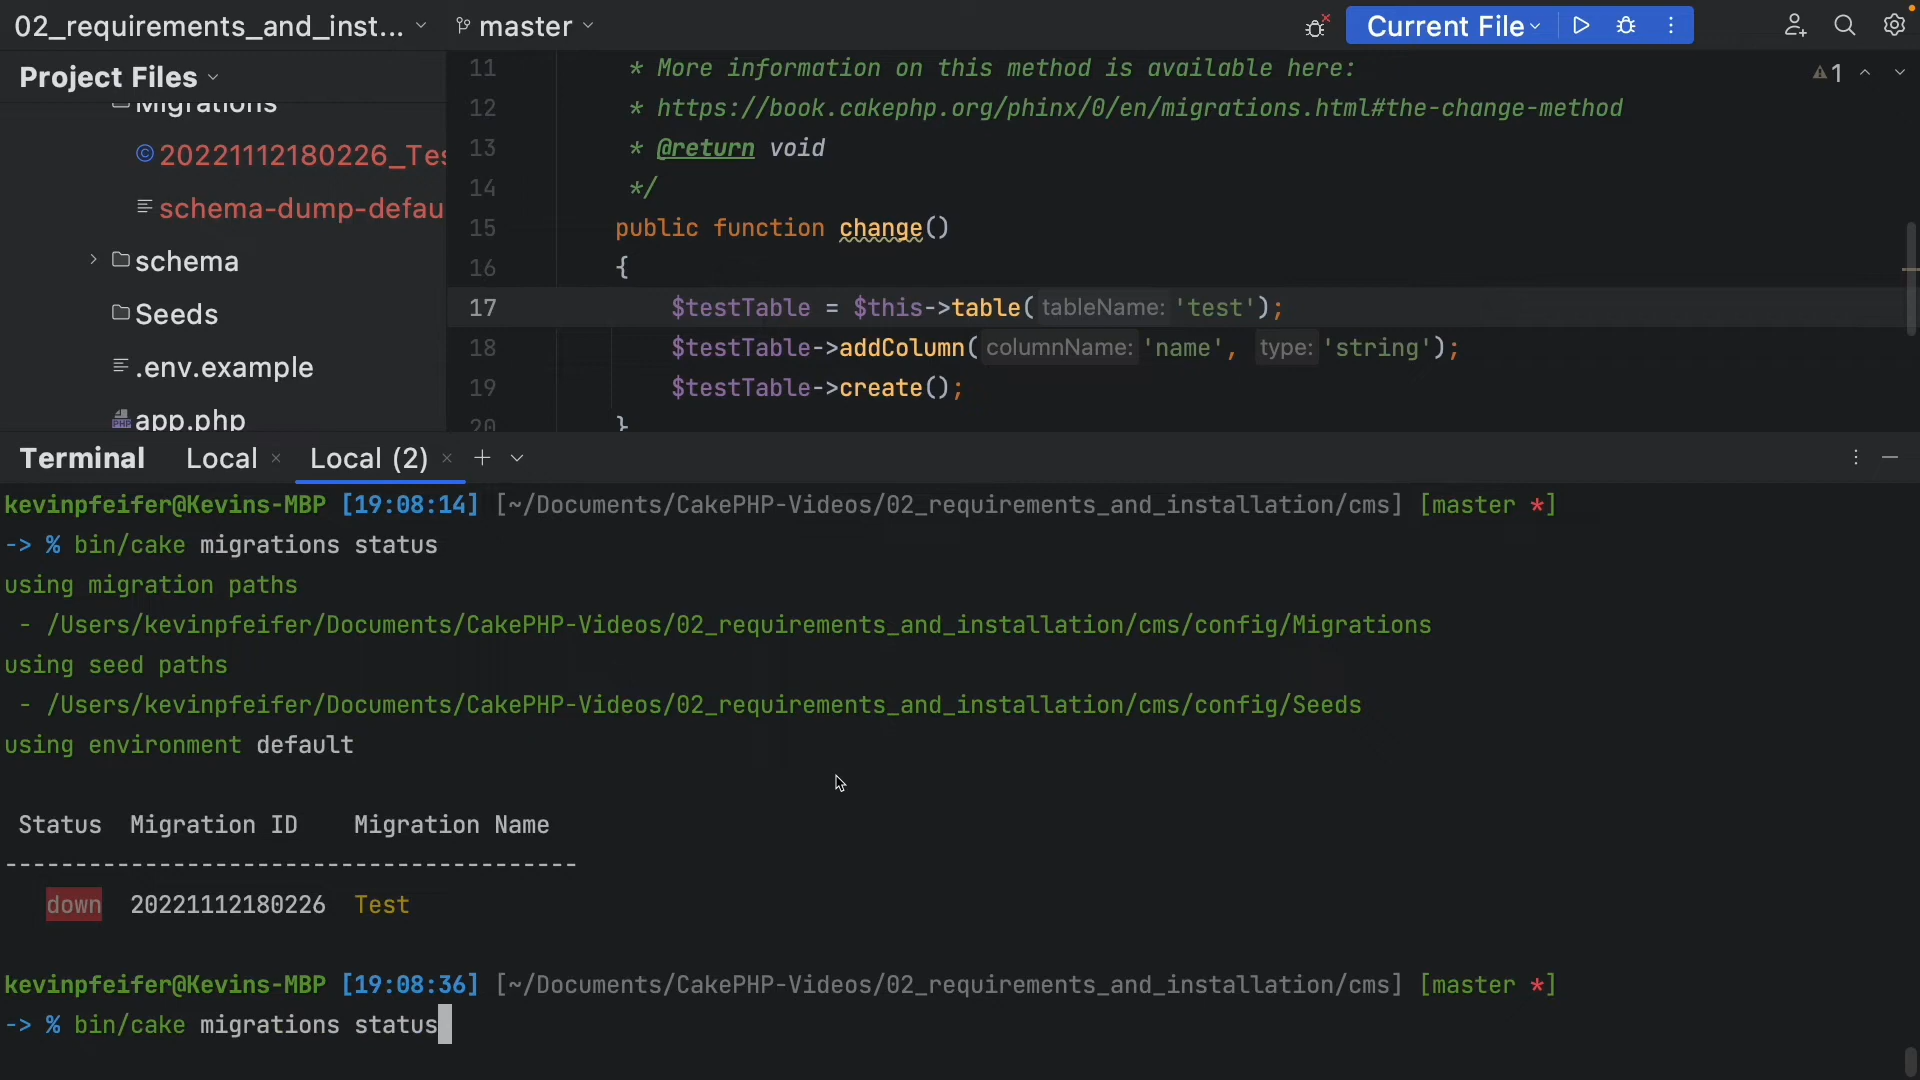 02_requirements_and_inst...
master
Current File
Project Files
Migrations
20221112180226_Tes
schema-dump-defau
schema
Seeds
.env.example
app.php
1
11 * More information on this method is available here:
12 * https://book.cakephp.org/phinx/0/en/migrations.html#the-change-method
13 * @return void
14 */
15 public function change()
16 {
17 $testTable = $this->table( tableName: 'test');
18 $testTable->addColumn( columnName: 'name', type: 'string');
19 $testTable->create();
20 }
Terminal Local × Local (2) × +
kevinpfeifer@Kevins-MBP [19:08:14] [~/Documents/CakePHP-Videos/02_requirements_and_installation/cms] [master *]
-> % bin/cake migrations status
using migration paths
- /Users/kevinpfeifer/Documents/CakePHP-Videos/02_requirements_and_installation/cms/config/Migrations
using seed paths
- /Users/kevinpfeifer/Documents/CakePHP-Videos/02_requirements_and_installation/cms/config/Seeds
using environment default
Status Migration ID Migration Name
-----------------------------------------
down 20221112180226 Test
kevinpfeifer@Kevins-MBP [19:08:36] [~/Documents/CakePHP-Videos/02_requirements_and_installation/cms] [master *]
-> % bin/cake migrations status